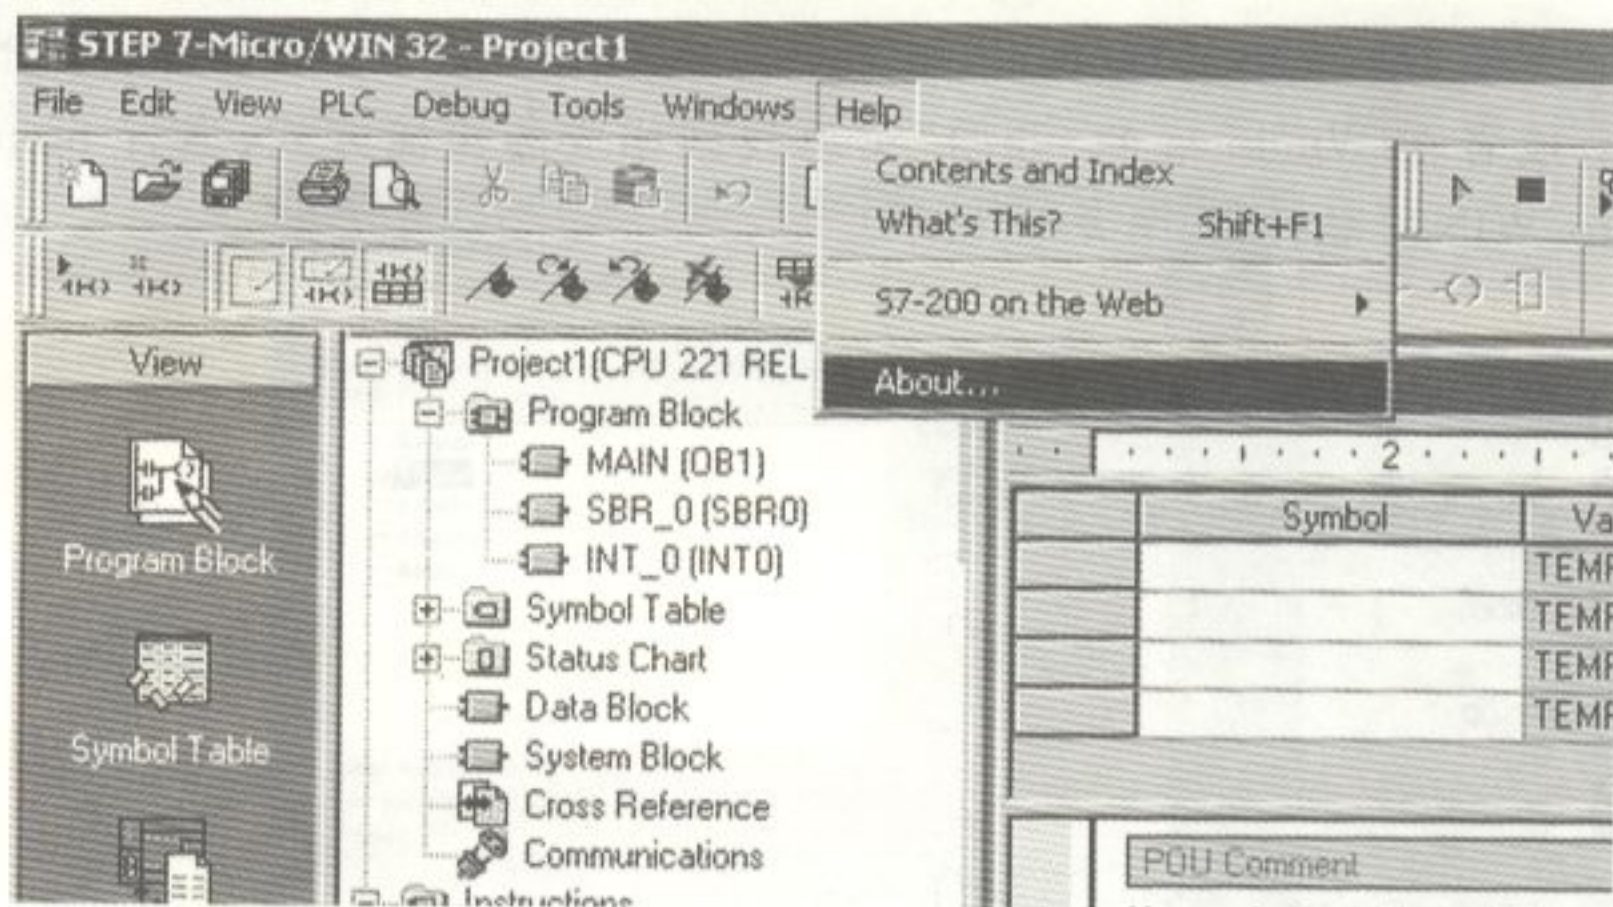 STEP 7-Micro/WIN 32 - Project1
File Edit View PLC Debug Tools Windows Help
Contents and Index
What's This? Shift+F1
S7-200 on the Web
About...
View
Program Block
Symbol Table
Project1(CPU 221 REL
Program Block
MAIN (OB1)
SBR_0 (SBR0)
INT_0 (INT0)
Symbol Table
Status Chart
Data Block
System Block
Cross Reference
Communications
Instructions
2
Symbol Va
TEMP
TEMP
TEMP
TEMP
POU Comment